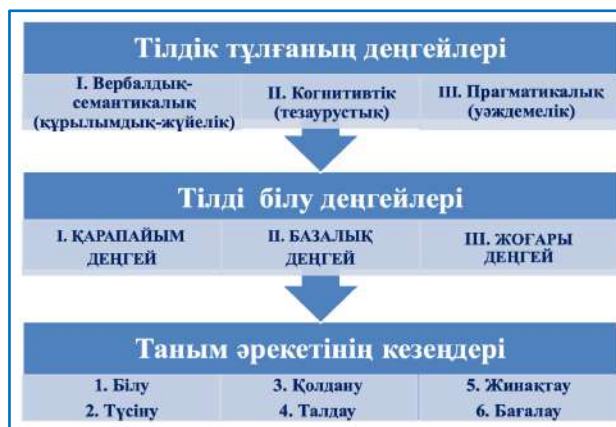 Тілдік тұлғаның деңгейлері
І. Вербалдық-
семантикалық
(құрылымдық-жүйелік)
ІІ. Когнитивтік
(тезаурустық)
ІІІ. Прагматикалық
(уәждемелік)
Тілді білу деңгейлері
І. ҚАРАПАЙЫМ
ДЕҢГЕЙ
ІІ. БАЗАЛЫҚ
ДЕҢГЕЙ
ІІІ. ЖОҒАРЫ
ДЕҢГЕЙ
Таным әрекетінің кезеңдері
1. Білу
2. Түсіну
3. Қолдану
4. Талдау
5. Жинақтау
6. Бағалау